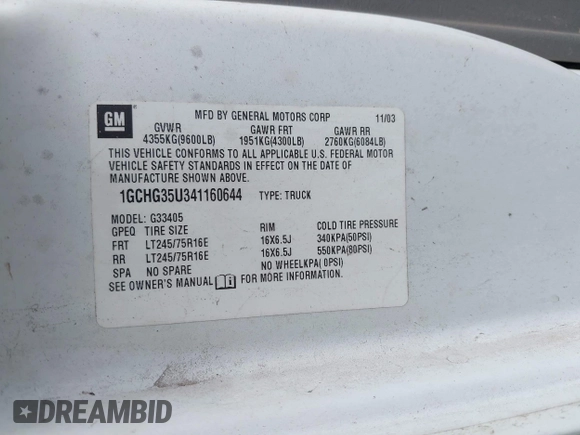 GM
MFD BY GENERAL MOTORS CORP 11/03
GVWR GAWR FRT GAWR RR
4355KG(9600LB) 1951KG(4300LB) 2760KG(6084LB)
THIS VEHICLE CONFORMS TO ALL APPLICABLE U.S. FEDERAL MOTOR
VEHICLE SAFETY STANDARDS IN EFFECT ON THE DATE OF
MANUFACTURE SHOWN ABOVE.
1GCHG35U341160644 TYPE: TRUCK
MODEL: G33405
GPEQ TIRE SIZE RIM COLD TIRE PRESSURE
FRT LT245/75R16E 16X6.5J 340KPA(50PSI)
RR LT245/75R16E 16X6.5J 550KPA(80PSI)
SPA NO SPARE NO WHEELKPA( 0PSI)
SEE OWNER'S MANUAL FOR MORE INFORMATION.
DREAMBID